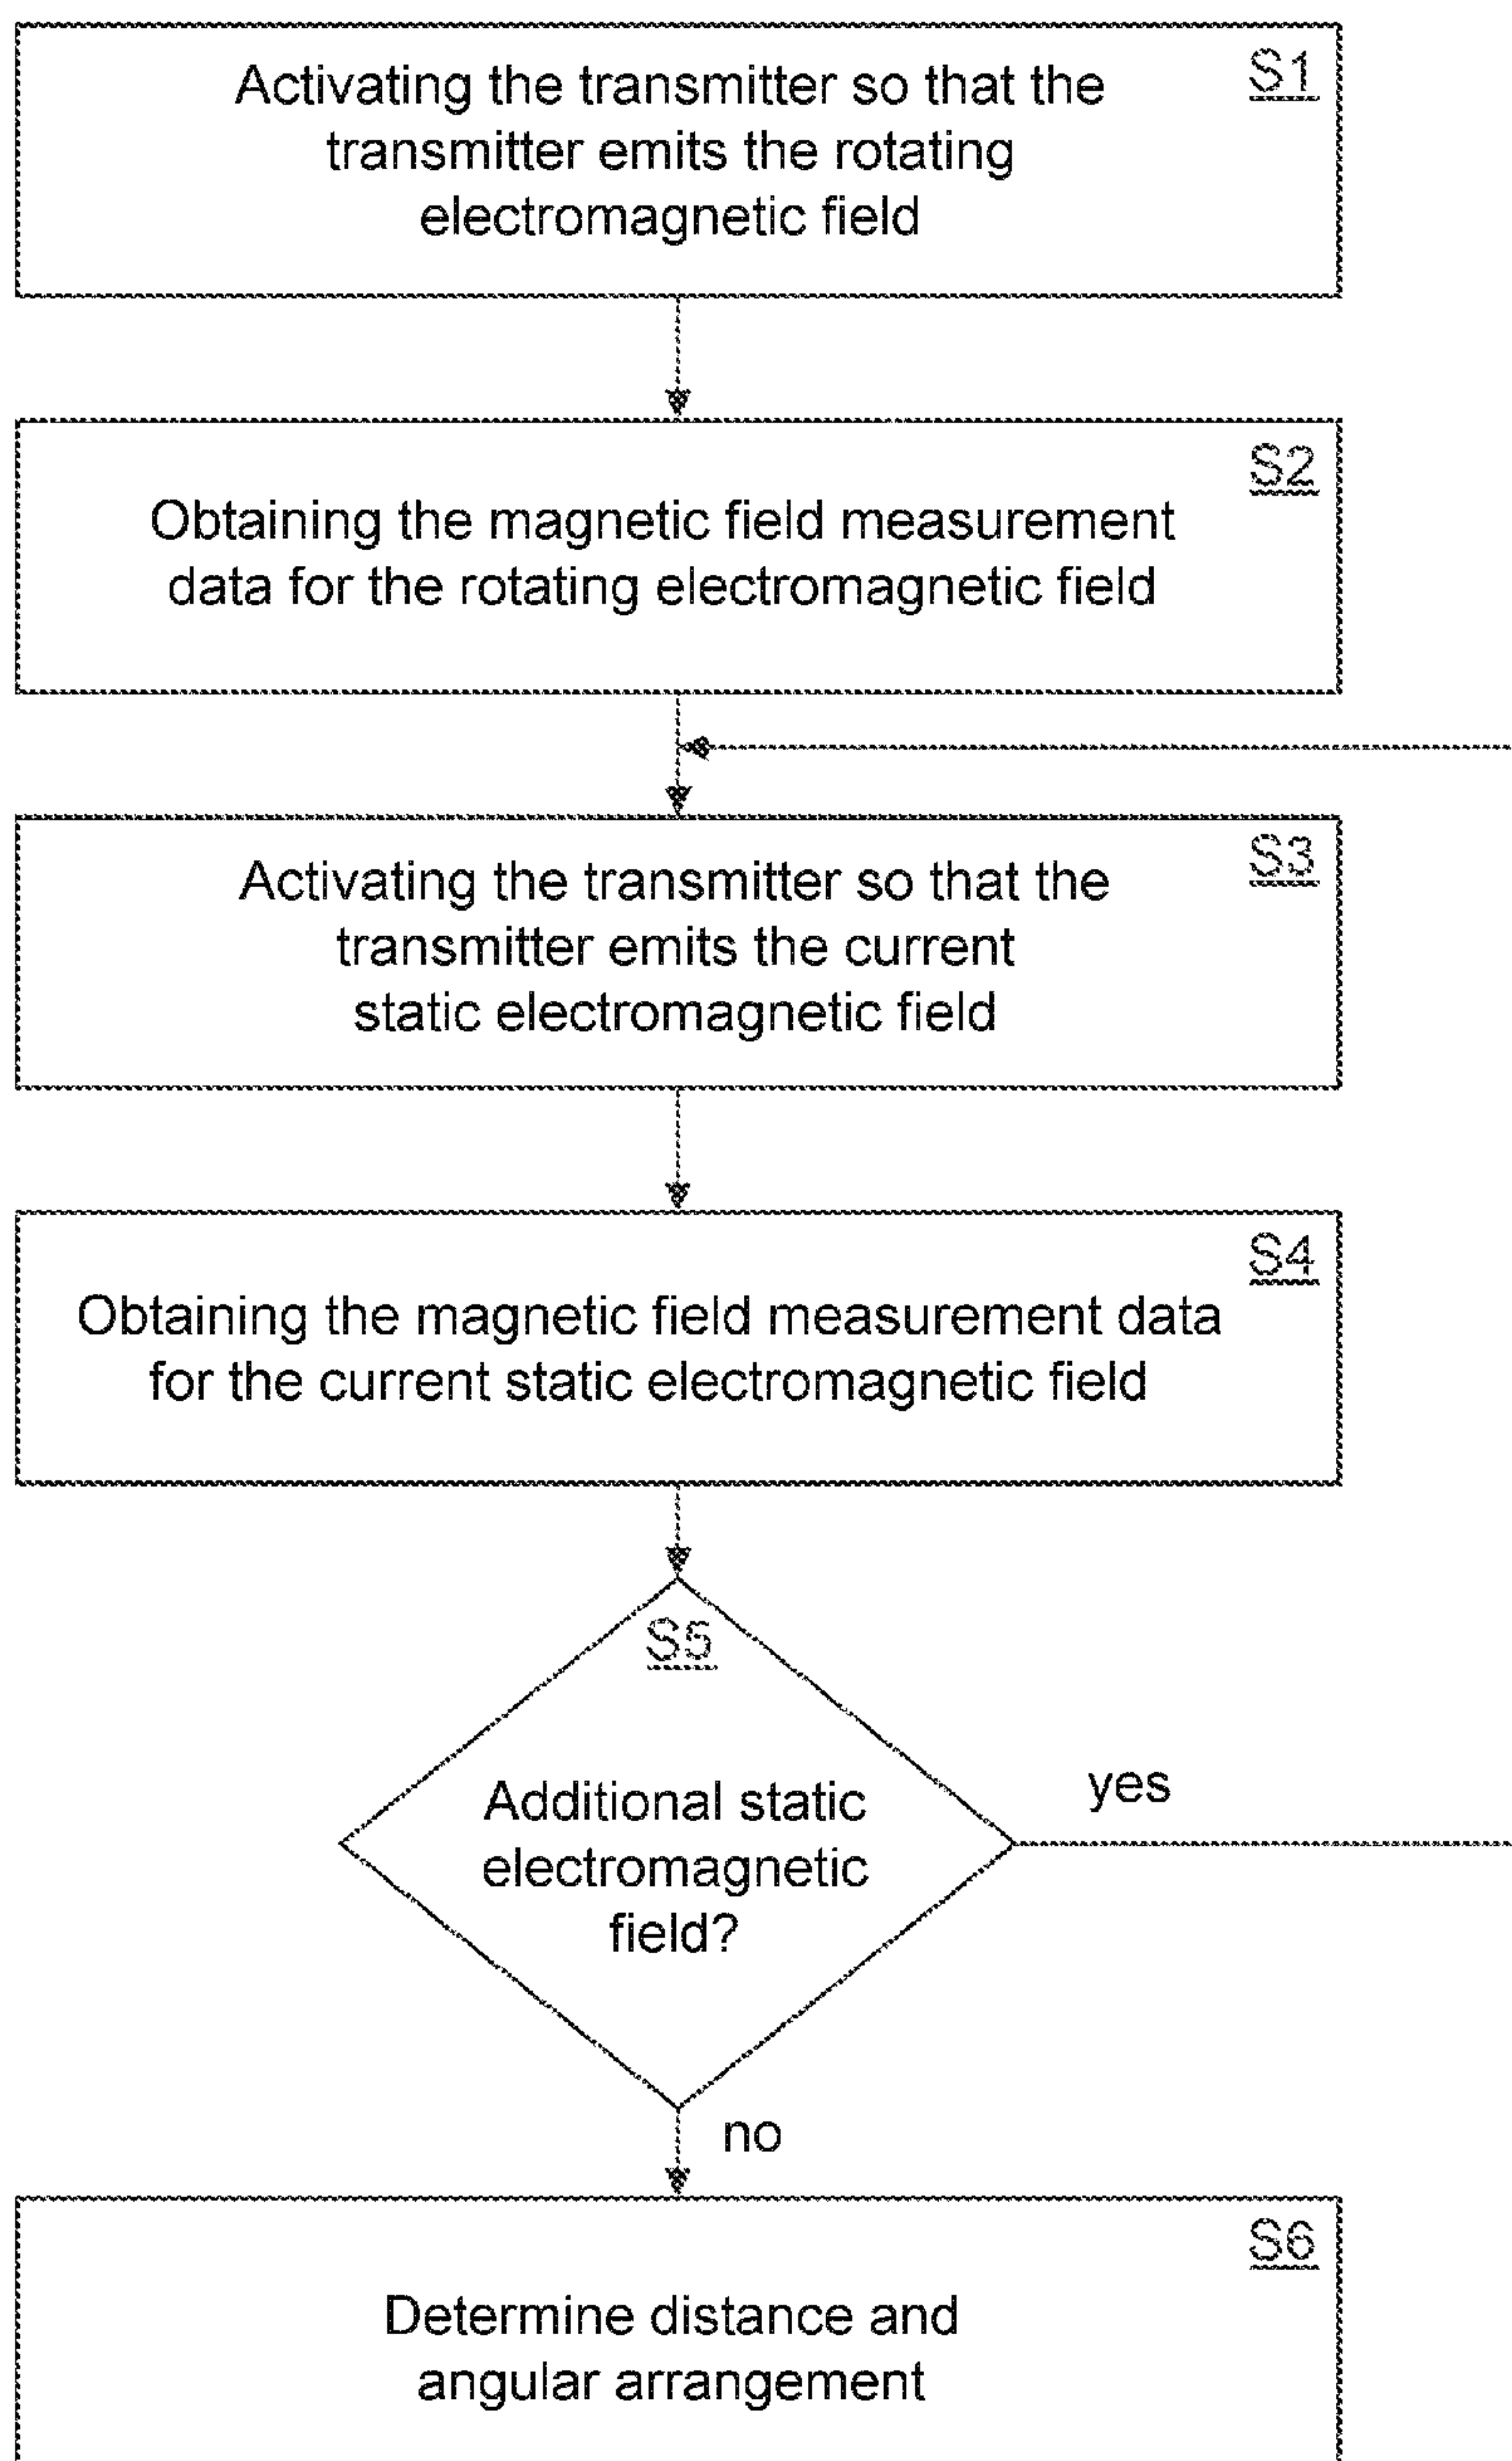 S1
Activating the transmitter so that the
transmitter emits the rotating
electromagnetic field
S2
Obtaining the magnetic field measurement
data for the rotating electromagnetic field
S3
Activating the transmitter so that the
transmitter emits the current
static electromagnetic field
S4
Obtaining the magnetic field measurement data
for the current static electromagnetic field
S5
Additional static
electromagnetic
field?
yes
no
S6
Determine distance and
angular arrangement